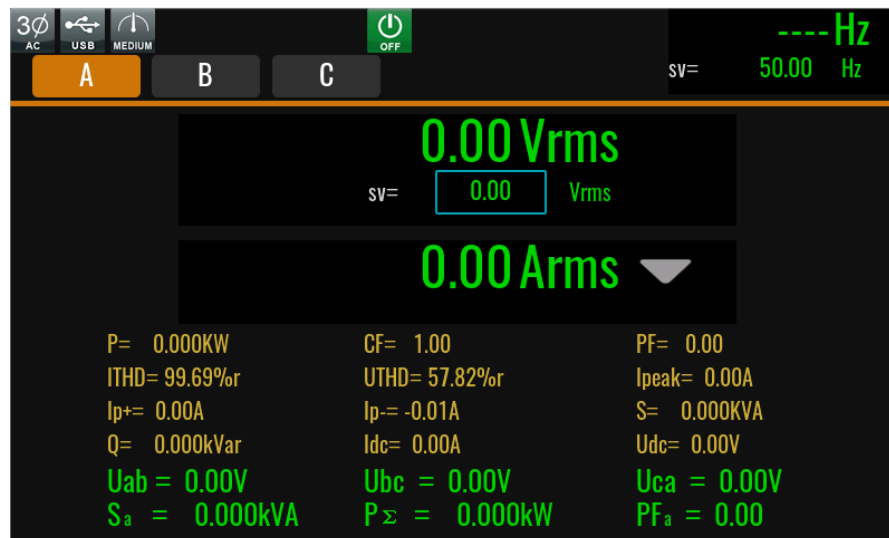 3Ø
AC
USB
MEDIUM
OFF
----Hz
A B C
sv= 50.00 Hz
0.00 Vrms
sv= 0.00 Vrms
0.00 Arms
P= 0.000KW CF= 1.00 PF= 0.00
ITHD= 99.69%r UTHD= 57.82%r Ipeak= 0.00A
Ip+= 0.00A Ip-= -0.01A S= 0.000KVA
Q= 0.000kVar Idc= 0.00A Udc= 0.00V
Uab = 0.00V Ubc = 0.00V Uca = 0.00V
Sa = 0.000kVA PΣ = 0.000kW PFa = 0.00